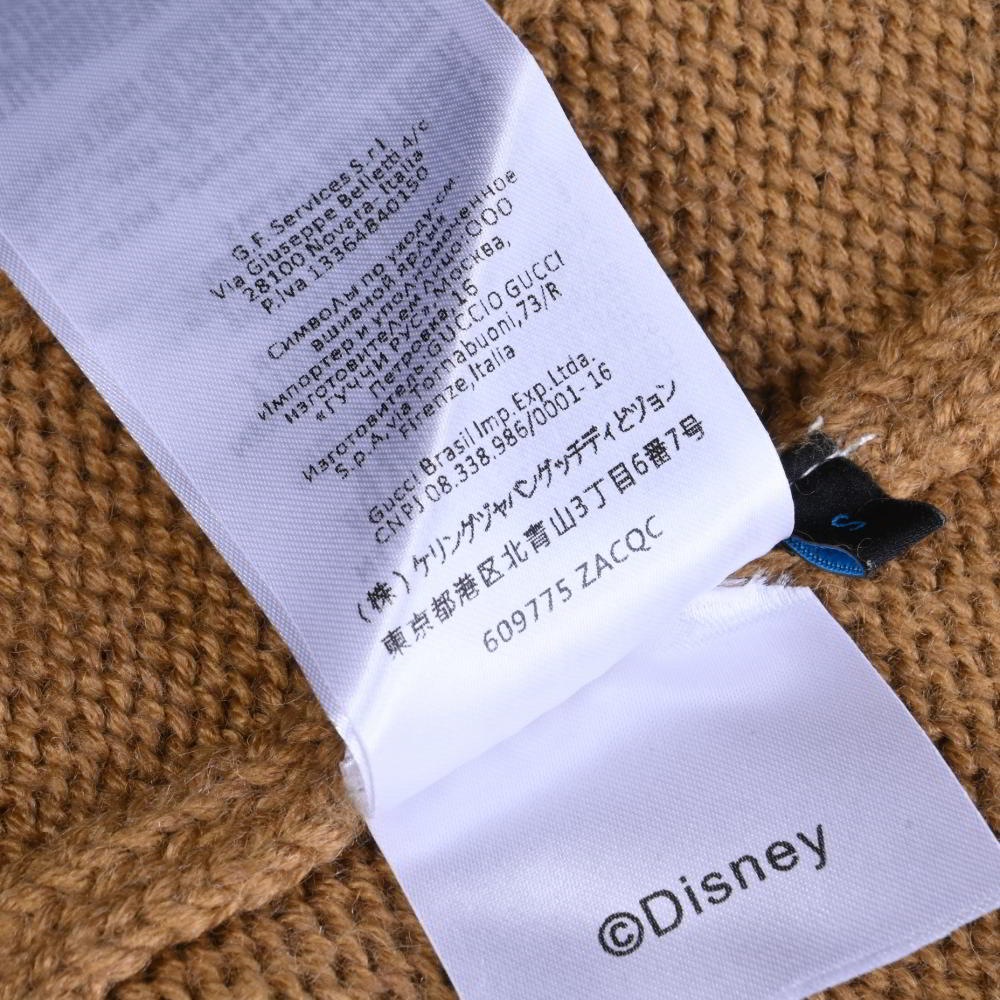 G.F. Services S.r.l
Via Giuseppe Belletti 4/c
28100 Novara- Italia
P.iva 13364840150
Символы по уходу-см
вшивной ярлык
Импортер и уполномоченное
изготовителем лицо:ООО
«ГУЧЧИ РУС», Москва,
Петровка, 16
Изготовитель:GUCCIO GUCCI
S.p.A,via Tornabuoni,73/R
Firenze,Italia
Gucci Brasil Imp.Exp.Ltda.
CNPJ 08.338.986/0001-16
(株)ケリングジャパングッチディビジョン
東京都港区北青山3丁目6番7号
609775 ZACQC
S
©Disney